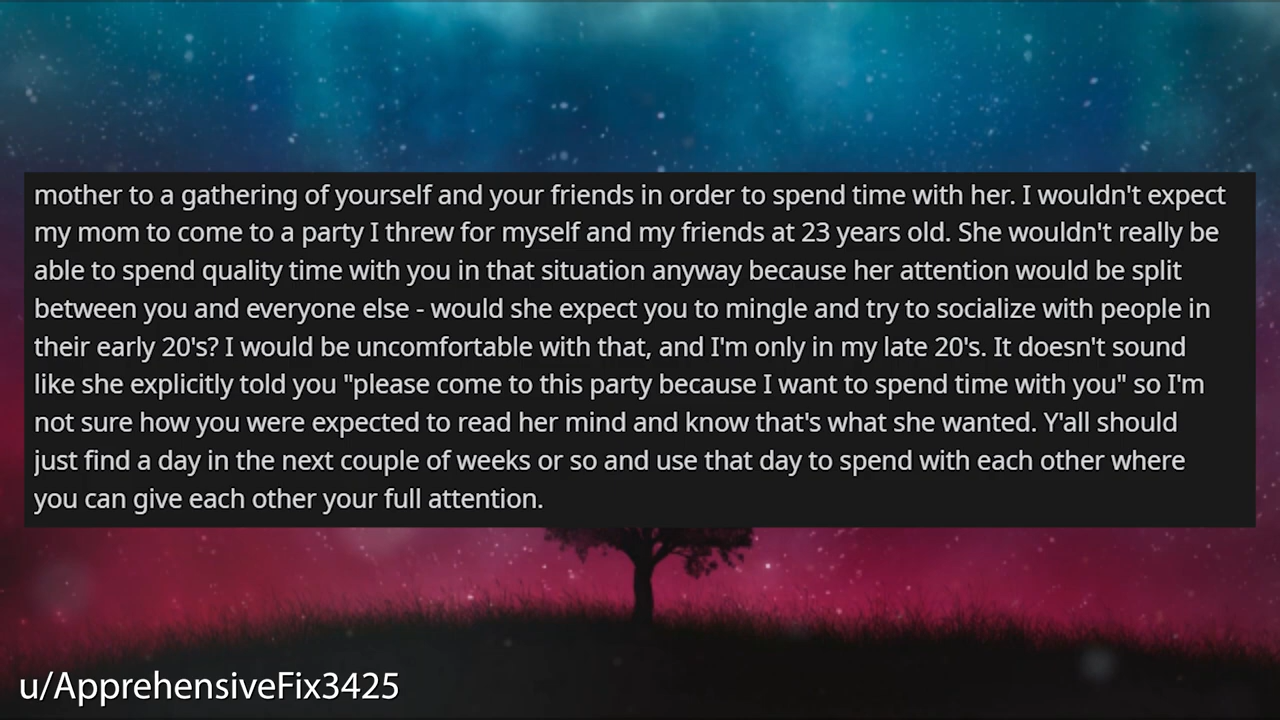 mother to a gathering of yourself and your friends in order to spend time with her. I wouldn't expect
my mom to come to a party I threw for myself and my friends at 23 years old. She wouldn't really be
able to spend quality time with you in that situation anyway because her attention would be split
between you and everyone else - would she expect you to mingle and try to socialize with people in
their early 20's? I would be uncomfortable with that, and I'm only in my late 20's. It doesn't sound
like she explicitly told you "please come to this party because I want to spend time with you" so I'm
not sure how you were expected to read her mind and know that's what she wanted. Y'all should
just find a day in the next couple of weeks or so and use that day to spend with each other where
you can give each other your full attention.
u/ApprehensiveFix3425